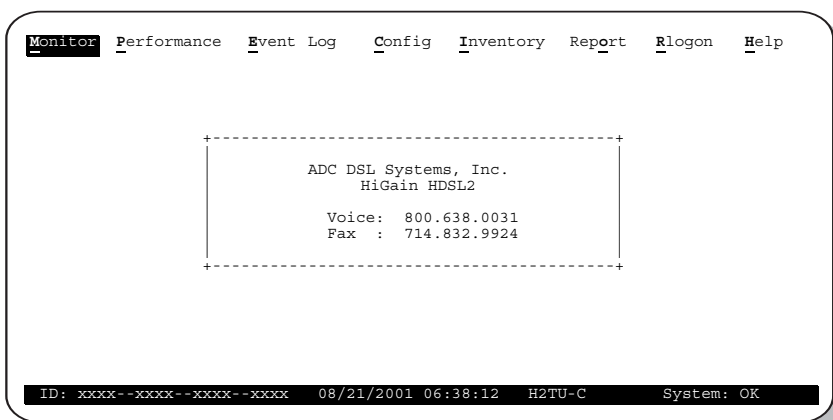 Monitor Performance Event Log Config Inventory Report Rlogon Help
ADC DSL Systems, Inc.
HiGain HDSL2
Voice: 800.638.0031
Fax : 714.832.9924
ID: xxxx--xxxx--xxxx--xxxx 08/21/2001 06:38:12 H2TU-C System: OK